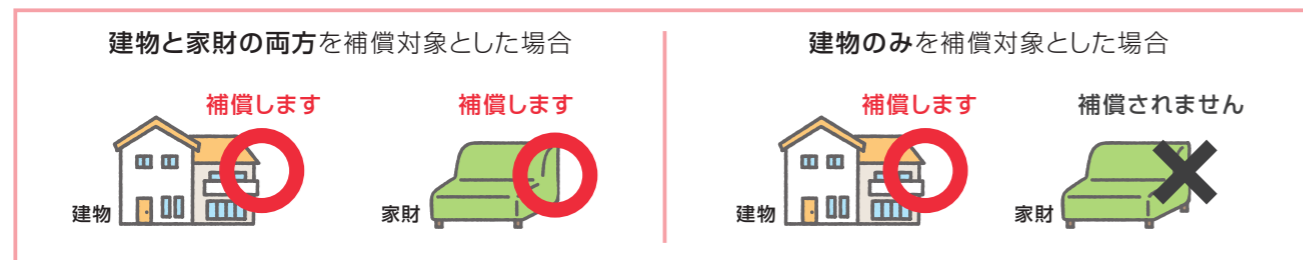 建物と家財の両方を補償対象とした場合
補償します
補償します
建物
家財
建物のみを補償対象とした場合
補償します
補償されません
建物
家財